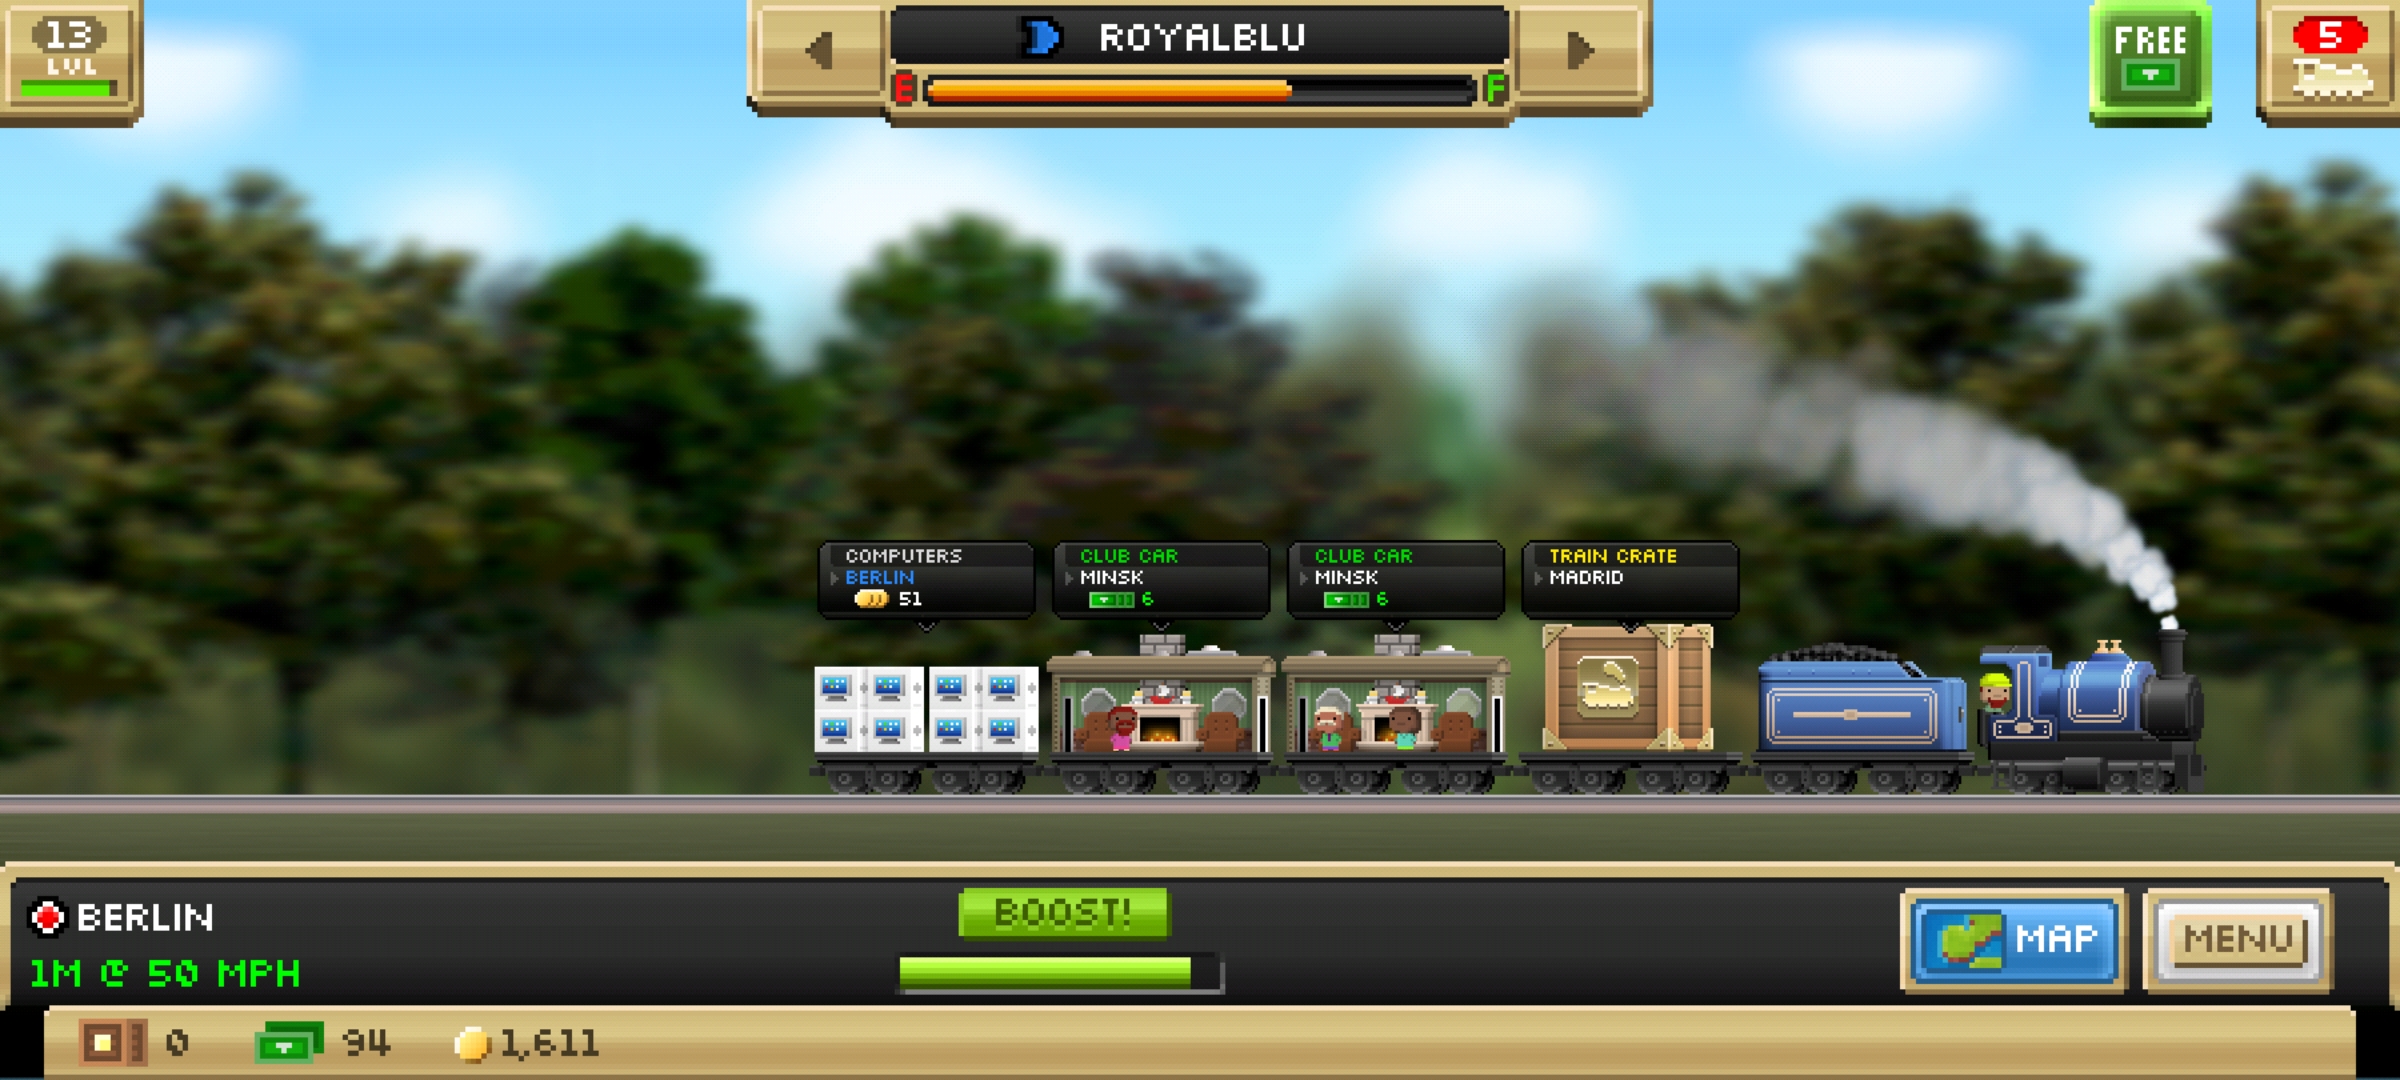 13
LVL
ROYALBLU
E F
FREE
5
COMPUTERS
BERLIN
51
CLUB CAR
MINSK
6
CLUB CAR
MINSK
6
TRAIN CRATE
MADRID
BERLIN
1M @ 50 MPH
BOOST!
MAP
MENU
0 94 1,611